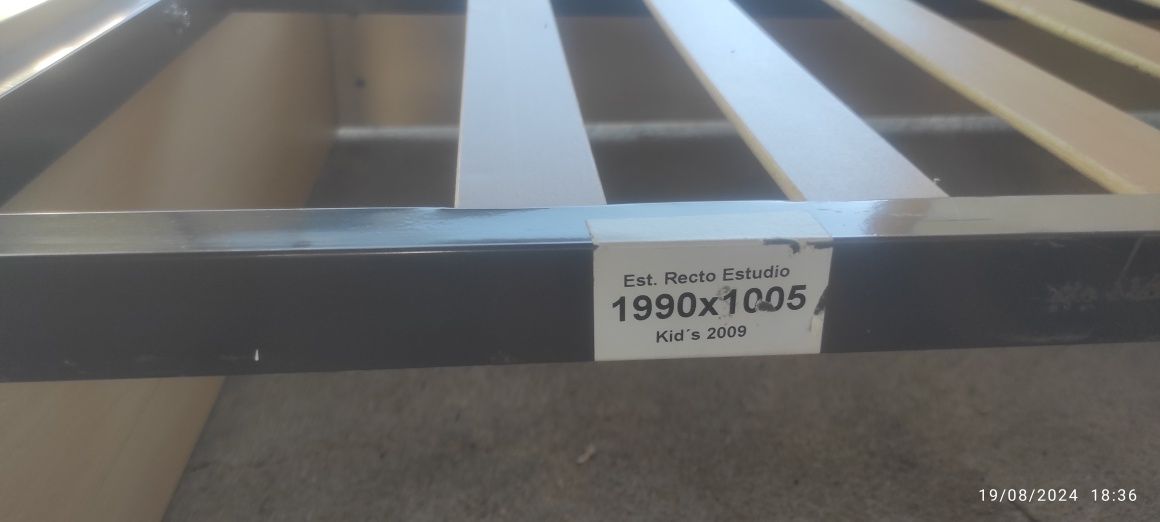 Est. Recto Estudio
1990x1005
Kid´s 2009
19/08/2024 18:36